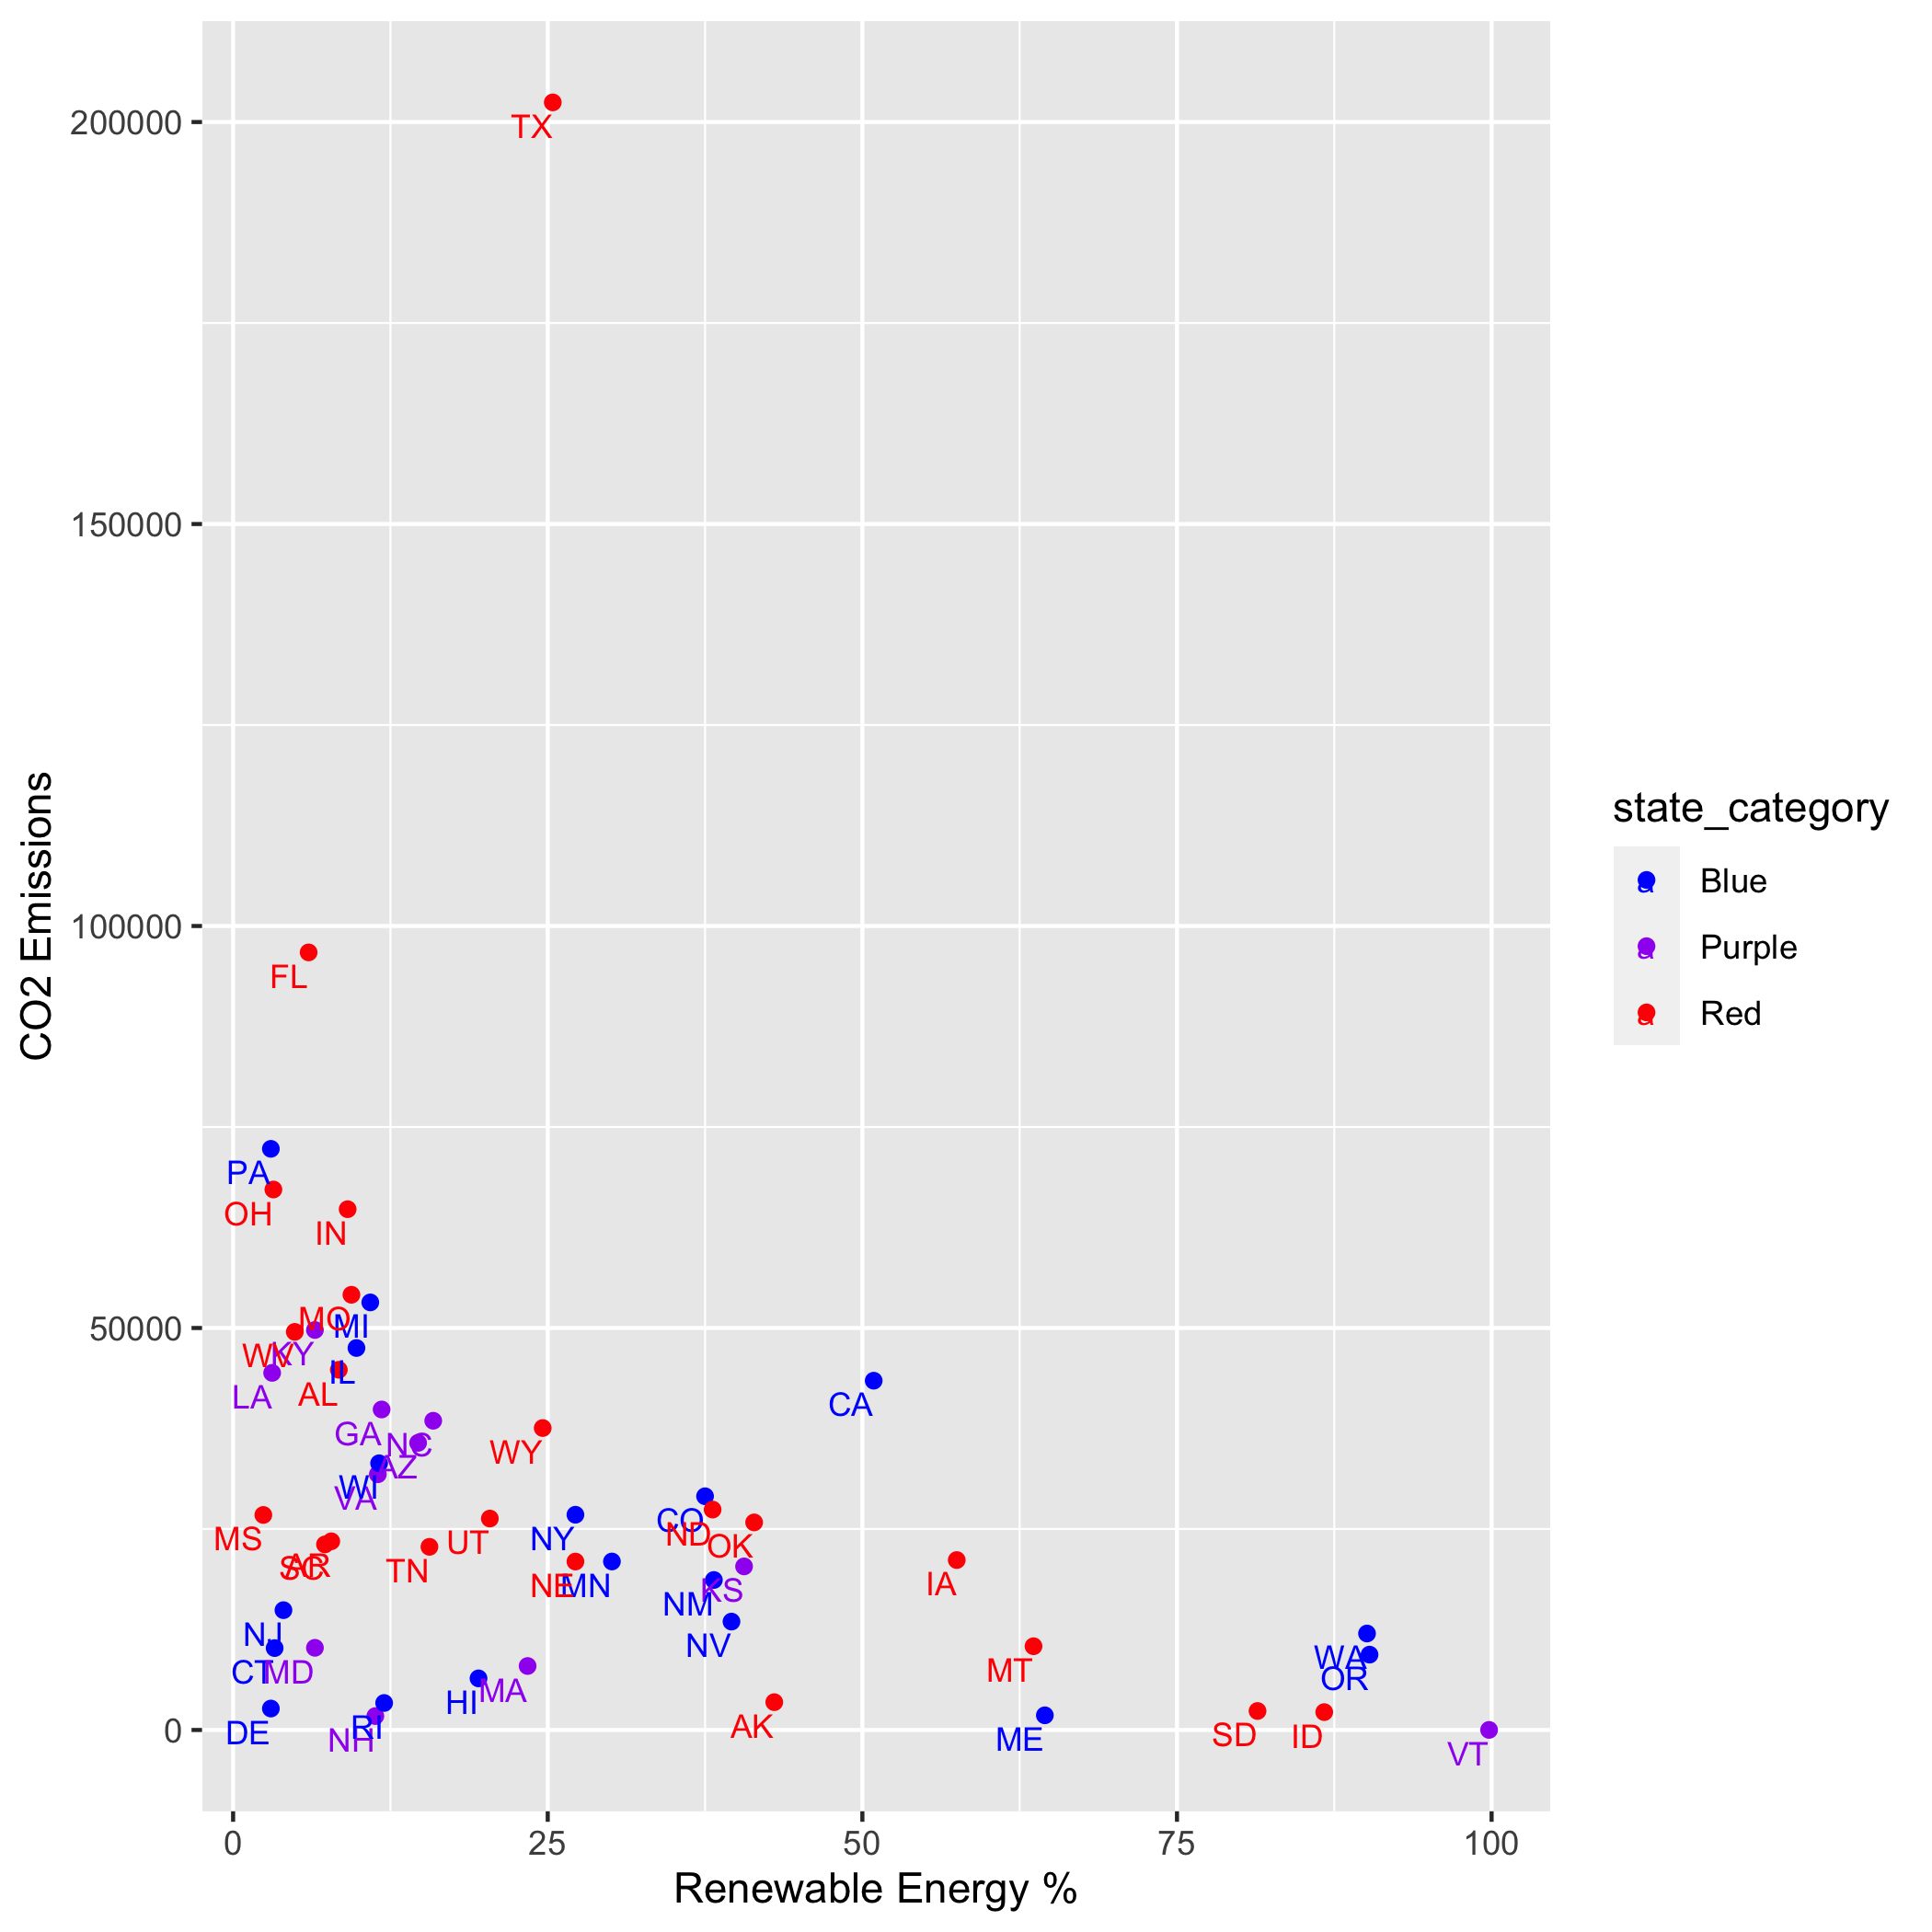 200000
TX
150000
CO2 Emissions
100000
FL
state_category
Blue
Purple
Red
PA
OH
IN
50000
MO
MI
WV
KY
IL
LA
AL
CA
GA
NC
WY
AZ
WI
VA
MS
UT
NY
CO
ND
OK
SC
AR
TN
NE
MN
KS
IA
NM
NJ
NV
CT
MD
MT
WA
OR
HI
MA
0
DE
RI
NH
AK
ME
SD
ID
VT
0
25
50
75
100
Renewable Energy %